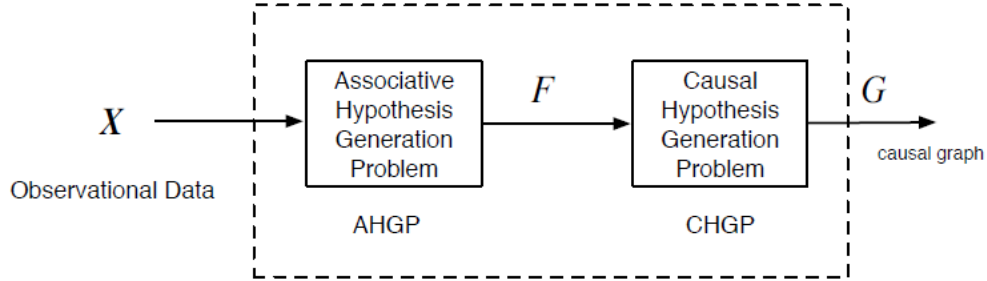 X
Observational Data
Associative
Hypothesis
Generation
Problem
AHGP
F
Causal
Hypothesis
Generation
Problem
CHGP
G
causal graph